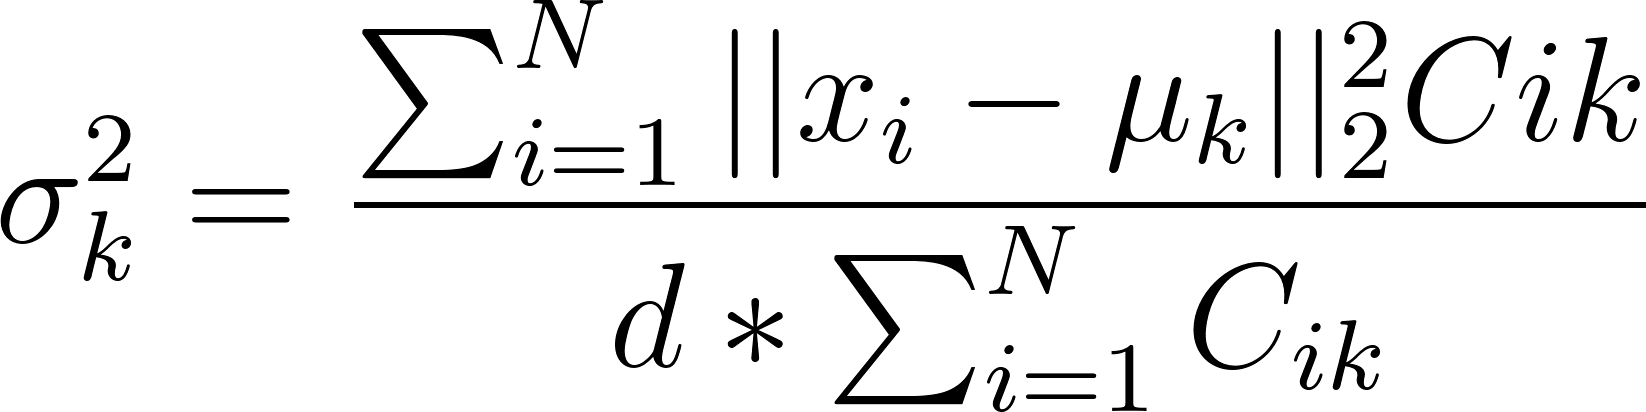 σ_k^2 = \frac{\sum_{i=1}^{N} ||x_i - μ_k||_2^2 Cik}{d * \sum_{i=1}^{N} C_{ik}}